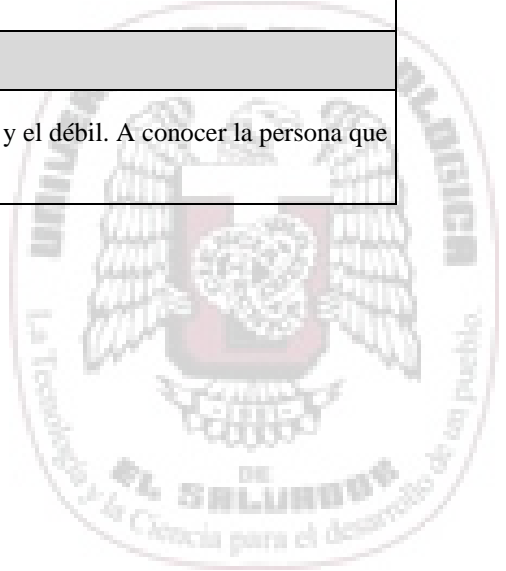 y el débil. A conocer la persona que
UNIVERSIDAD TECNOLOGICA
DE
EL SALVADOR
La Tecnología y la Ciencia para el desarrollo de un pueblo.